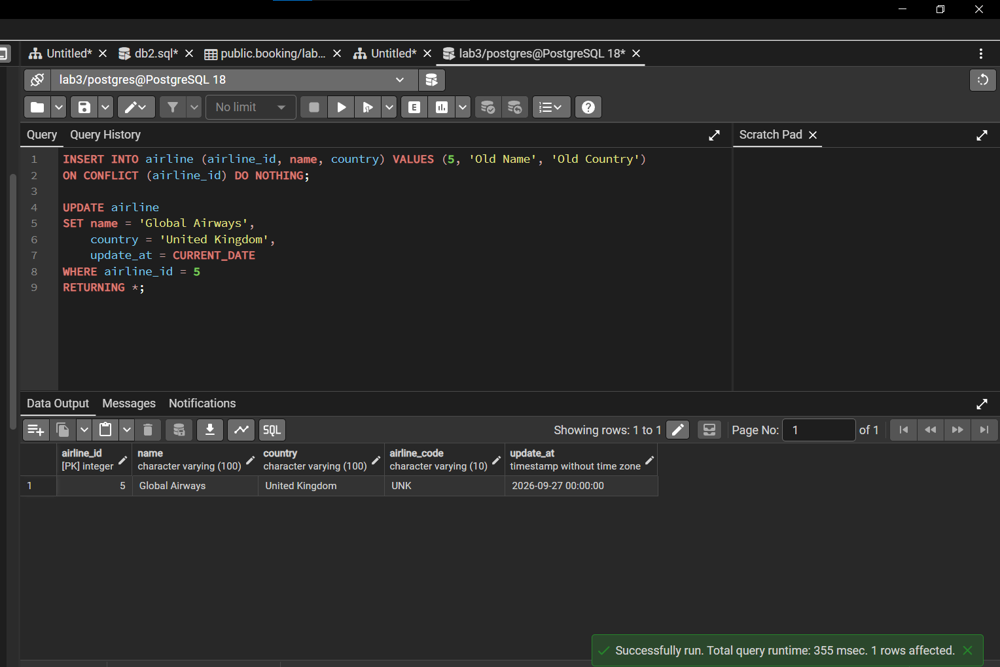 Untitled* db2.sql* public.booking/lab... Untitled* lab3/postgres@PostgreSQL 18*
lab3/postgres@PostgreSQL 18
No limit E
Query Query History Scratch Pad
1 INSERT INTO airline (airline_id, name, country) VALUES (5, 'Old Name', 'Old Country')
2 ON CONFLICT (airline_id) DO NOTHING;
3
4 UPDATE airline
5 SET name = 'Global Airways',
6 country = 'United Kingdom',
7 update_at = CURRENT_DATE
8 WHERE airline_id = 5
9 RETURNING *;
Data Output Messages Notifications
SQL Showing rows: 1 to 1 Page No: 1 of 1
airline_id name country airline_code update_at
[PK] integer character varying (100) character varying (100) character varying (10) timestamp without time zone
1 5 Global Airways United Kingdom UNK 2026-09-27 00:00:00
Successfully run. Total query runtime: 355 msec. 1 rows affected.